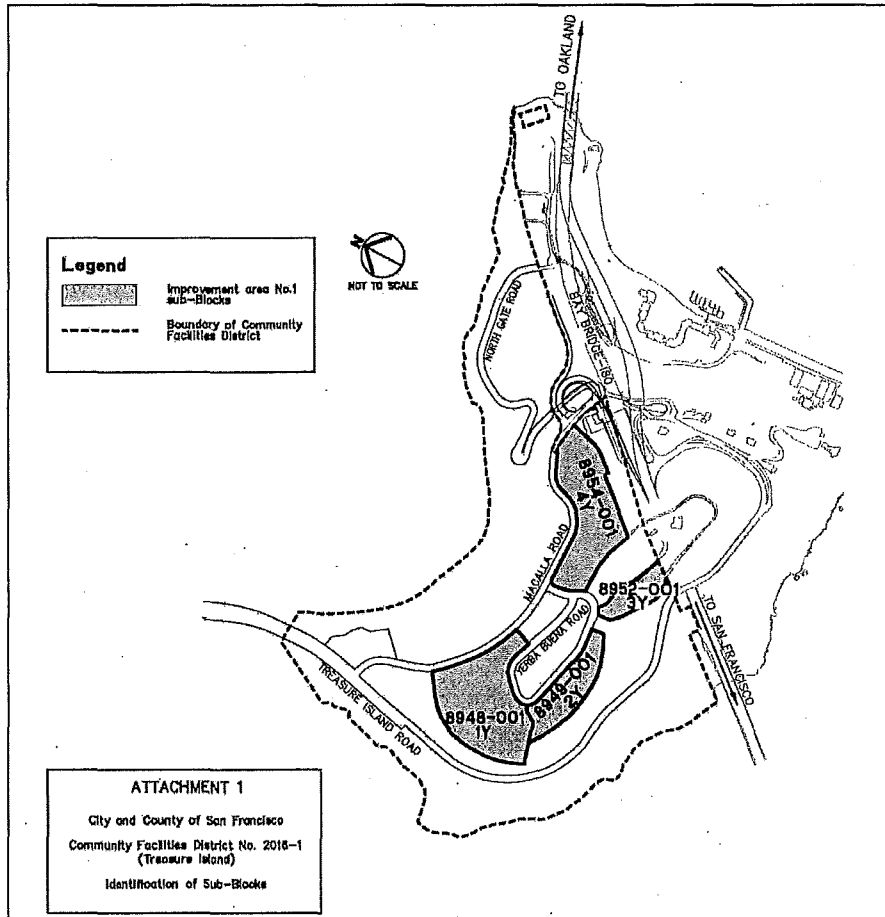 TO OAKLAND
Legend
Improvement area No.1
sub-Blocks
Boundary of Community
Facilities District
N
NOT TO SCALE
NORTH GATE ROAD
BAY BRIDGE-I80
8954-001
4Y
MACALLA ROAD
8952-001
3Y
YERBA BUENA ROAD
TO SAN FRANCISCO
TREASURE ISLAND ROAD
8948-001
1Y
8949-001
2Y
ATTACHMENT 1
City and County of San Francisco
Community Facilities District No. 2016-1
(Treasure Island)
Identification of Sub-Blocks